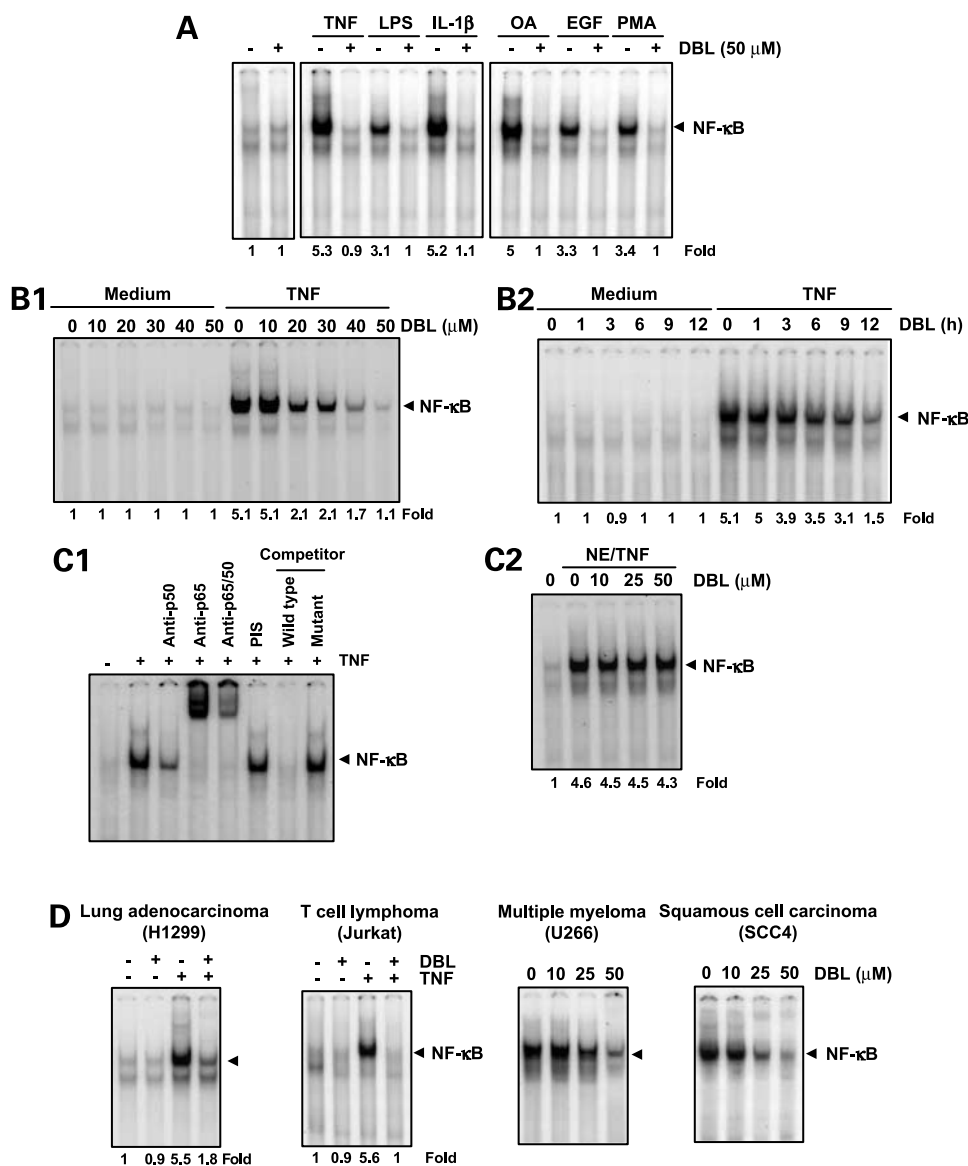 A
TNF LPS IL-1β OA EGF PMA
- + - + - + - + - + - + - + DBL (50 μM)
NF-κB
1 1 5.3 0.9 3.1 1 5.2 1.1 5 1 3.3 1 3.4 1 Fold
B1
Medium TNF
0 10 20 30 40 50 0 10 20 30 40 50 DBL (μM)
NF-κB
1 1 1 1 1 1 5.1 5.1 2.1 2.1 1.7 1.1 Fold
B2
Medium TNF
0 1 3 6 9 12 0 1 3 6 9 12 DBL (h)
NF-κB
1 1 0.9 1 1 1 5.1 5 3.9 3.5 3.1 1.5 Fold
C1
Competitor
Anti-p50 Anti-p65 Anti-p65/50 PIS Wild type Mutant
- + + + + + + + TNF
NF-κB
C2
NE/TNF
0 0 10 25 50 DBL (μM)
NF-κB
1 4.6 4.5 4.5 4.3 Fold
D
Lung adenocarcinoma
(H1299)
- + - +
- - + +
1 0.9 5.5 1.8 Fold
T cell lymphoma
(Jurkat)
- + - + DBL
- - + + TNF
NF-κB
1 0.9 5.6 1 Fold
Multiple myeloma
(U266)
0 10 25 50
Squamous cell carcinoma
(SCC4)
0 10 25 50 DBL (μM)
NF-κB